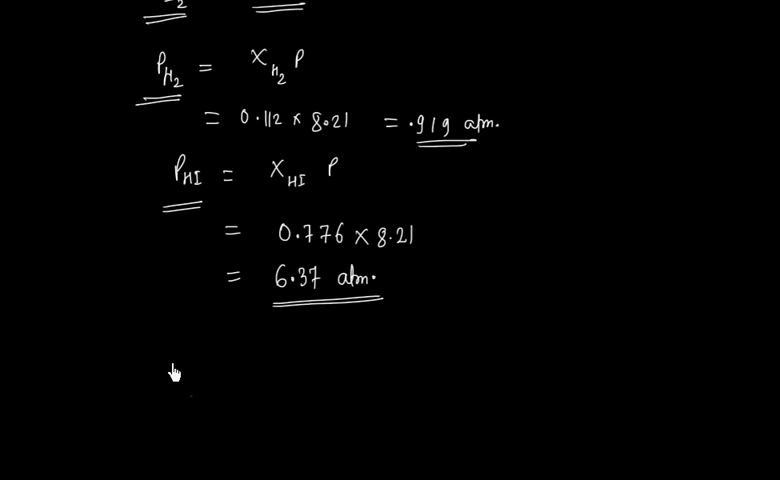 P_H2 = X_H2 P
= 0.112 × 8.21 = .919 atm.
P_HI = X_HI P
= 0.776 × 8.21
= 6.37 atm.